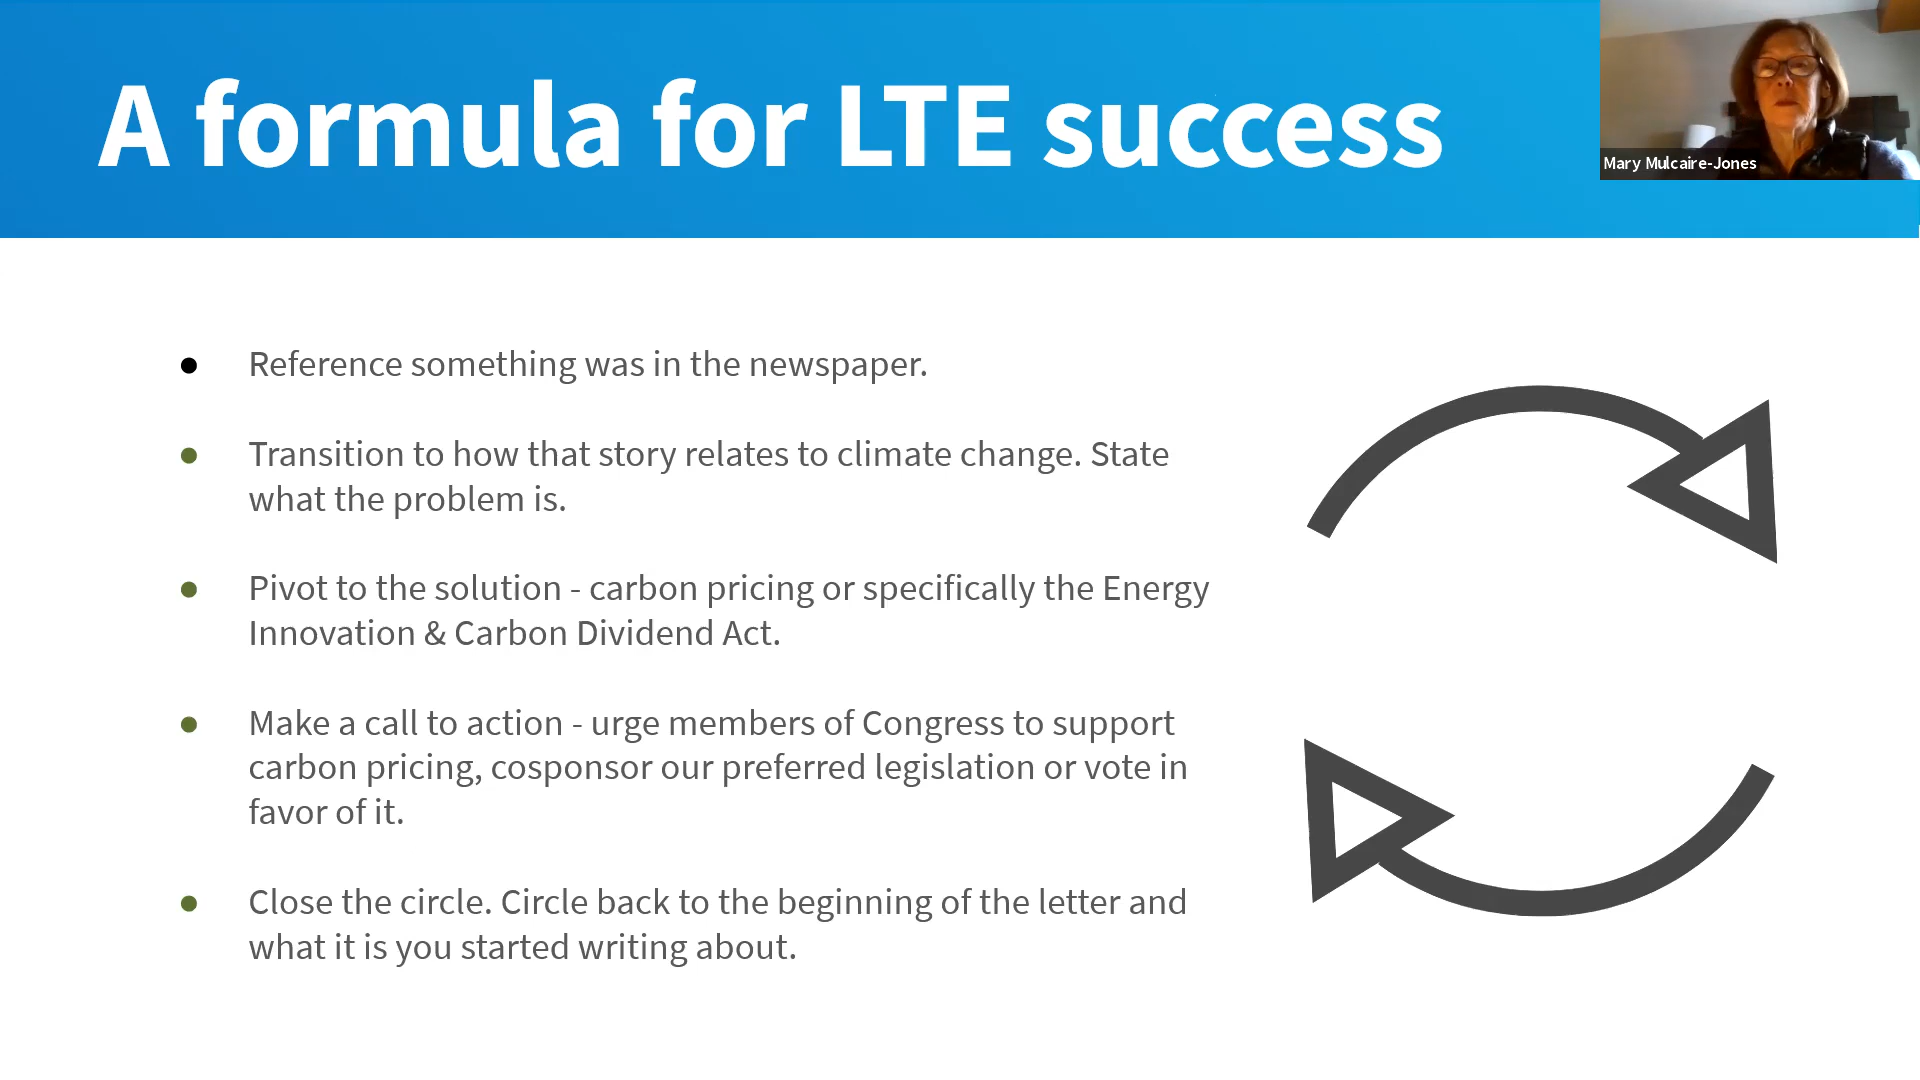 A formula for LTE success
Mary Mulcaire-Jones
● Reference something was in the newspaper.
● Transition to how that story relates to climate change. State
what the problem is.
● Pivot to the solution - carbon pricing or specifically the Energy
Innovation & Carbon Dividend Act.
● Make a call to action - urge members of Congress to support
carbon pricing, cosponsor our preferred legislation or vote in
favor of it.
● Close the circle. Circle back to the beginning of the letter and
what it is you started writing about.